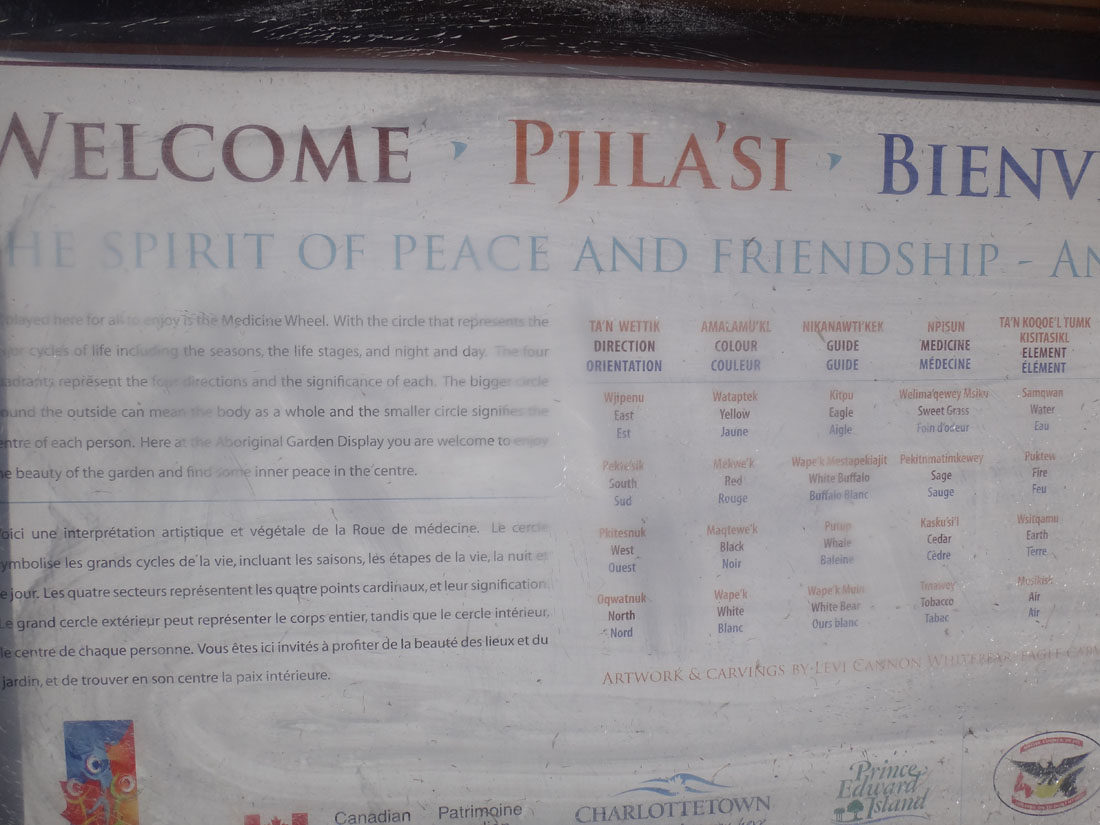 WELCOME · PJILA'SI · BIENV
HE SPIRIT OF PEACE AND FRIENDSHIP - AN
played here for all to enjoy is the Medicine Wheel. With the circle that represents the
cycles of life including the seasons, the life stages, and night and day. The four
adrants represent the four directions and the significance of each. The bigger circle
ound the outside can mean the body as a whole and the smaller circle signifies the
entre of each person. Here at the Aboriginal Garden Display you are welcome to enjoy
e beauty of the garden and find some inner peace in the centre.
oici une interprétation artistique et végétale de la Roue de médecine. Le cercle
ymbolise les grands cycles de la vie, incluant les saisons, les étapes de la vie, la nuit et
e jour. Les quatre secteurs représentent les quatre points cardinaux, et leur signification.
Le grand cercle extérieur peut représenter le corps entier, tandis que le cercle intérieur,
le centre de chaque personne. Vous êtes ici invités à profiter de la beauté des lieux et du
jardin, et de trouver en son centre la paix intérieure.
TA'N WETTIK AMALAMU'KL NIKANAWTI'KEK NPISUN TA'N KOQOE'L TUMK
KISITASIKL
DIRECTION COLOUR GUIDE MEDICINE ELEMENT
ORIENTATION COULEUR GUIDE MÉDECINE ÉLÉMENT
Wjipenu Wataptek Kitpu Welima'qewey Msiku Samqwan
East Yellow Eagle Sweet Grass Water
Est Jaune Aigle Foin d'odeur Eau
Mekwe'k Wape'k Mestapekiajit Pekitnmatimkewey Puktew
South Red White Buffalo Sage Fire
Sud Rouge Buffalo Blanc Sauge Feu
Pkitesnuk Maqtewe'k Putup Kasku'si'l Wsitqamu
West Black Whale Cedar Earth
Ouest Noir Baleine Cèdre Terre
Oqwatnuk Wape'k Wape'k Muin
North White White Bear Tobacco Air
Nord Blanc Ours blanc Tabac Air
ARTWORK & CARVINGS BY·LEVI CANNON WHITEBEAR
Canadian Patrimoine
CHARLOTTETOWN
Prince
Edward
Island